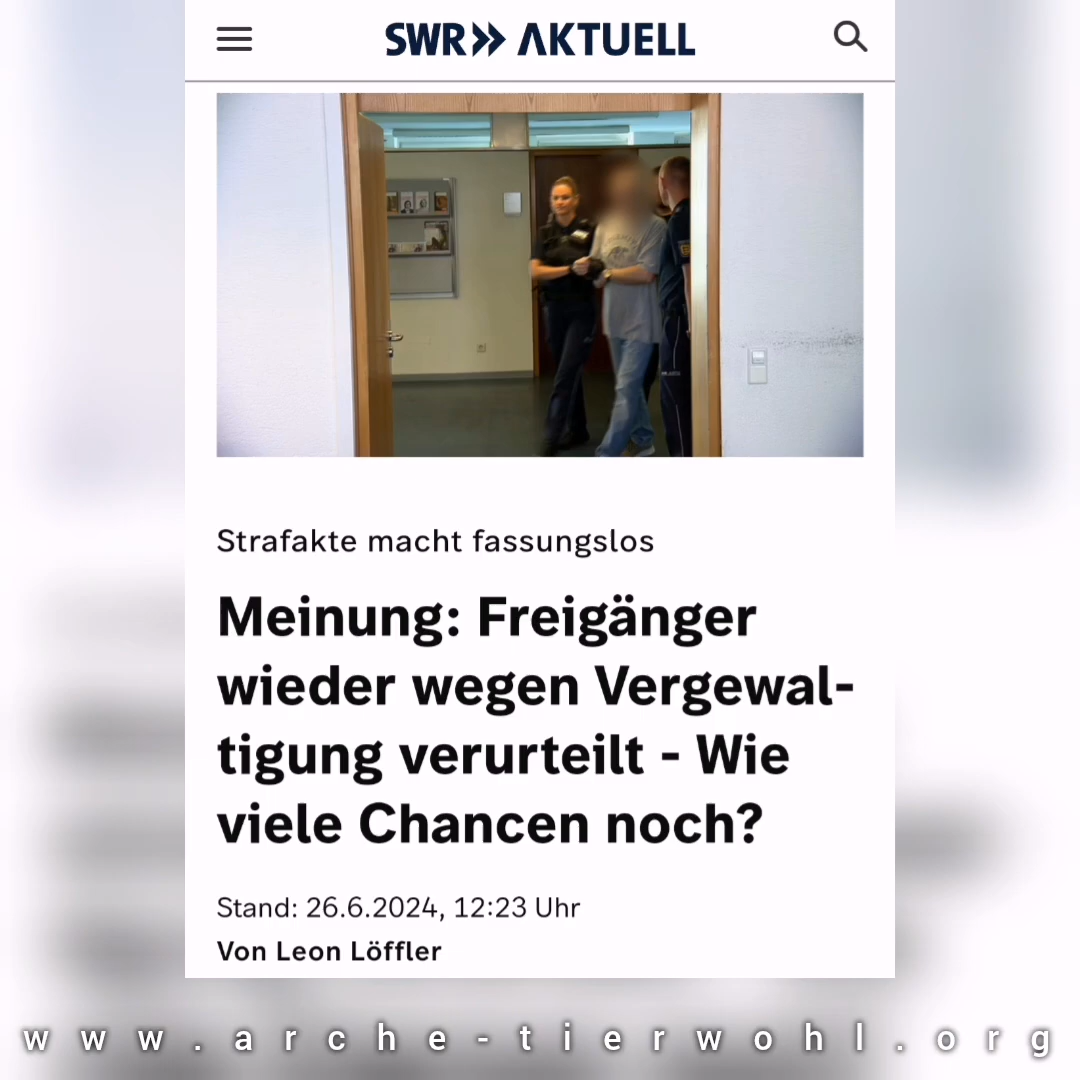 SWR>> AKTUELL
Strafakte macht fassungslos
Meinung: Freigänger
wieder wegen Vergewal-
tigung verurteilt - Wie
viele Chancen noch?
Stand: 26.6.2024, 12:23 Uhr
Von Leon Löffler
www.arche-tierwohl.org